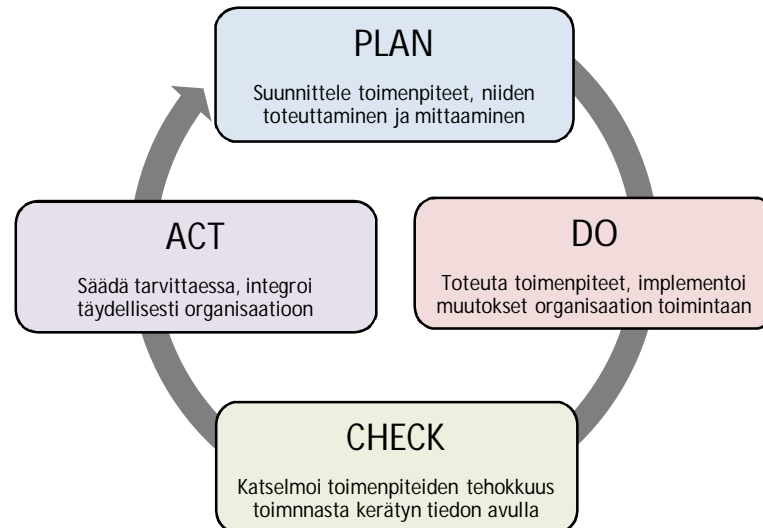 PLAN
Suunnittele toimenpiteet, niiden
toteuttaminen ja mittaaminen
DO
Toteuta toimenpiteet, implementoi
muutokset organisaation toimintaan
CHECK
Katselmoi toimenpiteiden tehokkuus
toimnnasta kerätyn tiedon avulla
ACT
Säädä tarvittaessa, integroi
täydellisesti organisaatioon